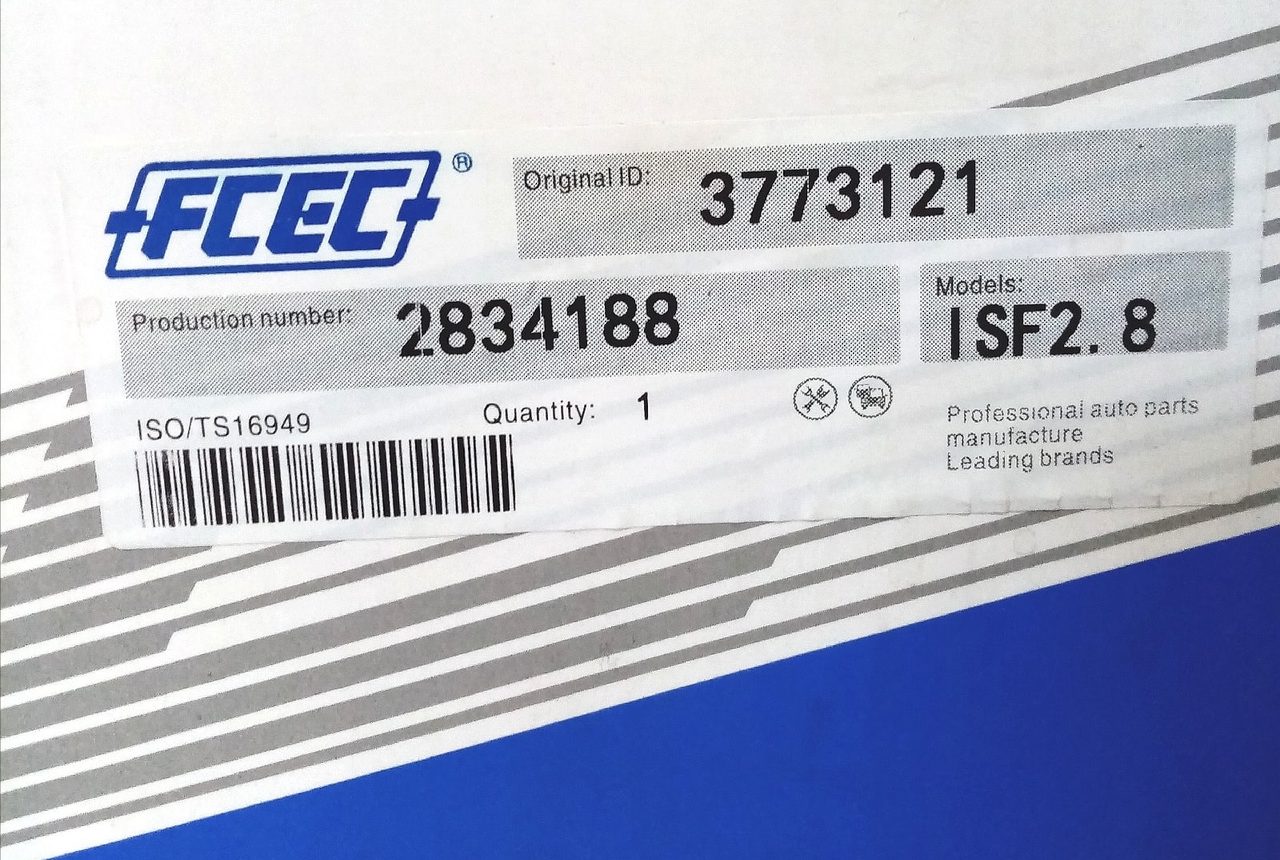 FCEC®
Original ID: 3773121
Production number: 2834188
Models:
ISF2.8
ISO/TS16949
Quantity: 1
Professional auto parts
manufacture
Leading brands